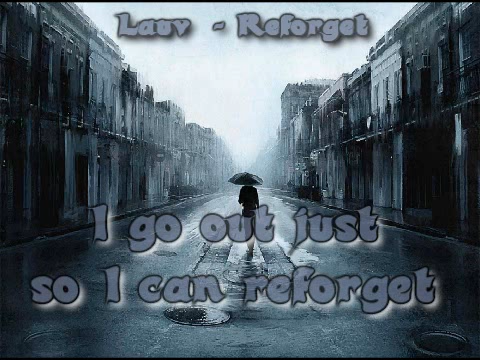 Lauv - Reforget
I go out just
so I can reforget